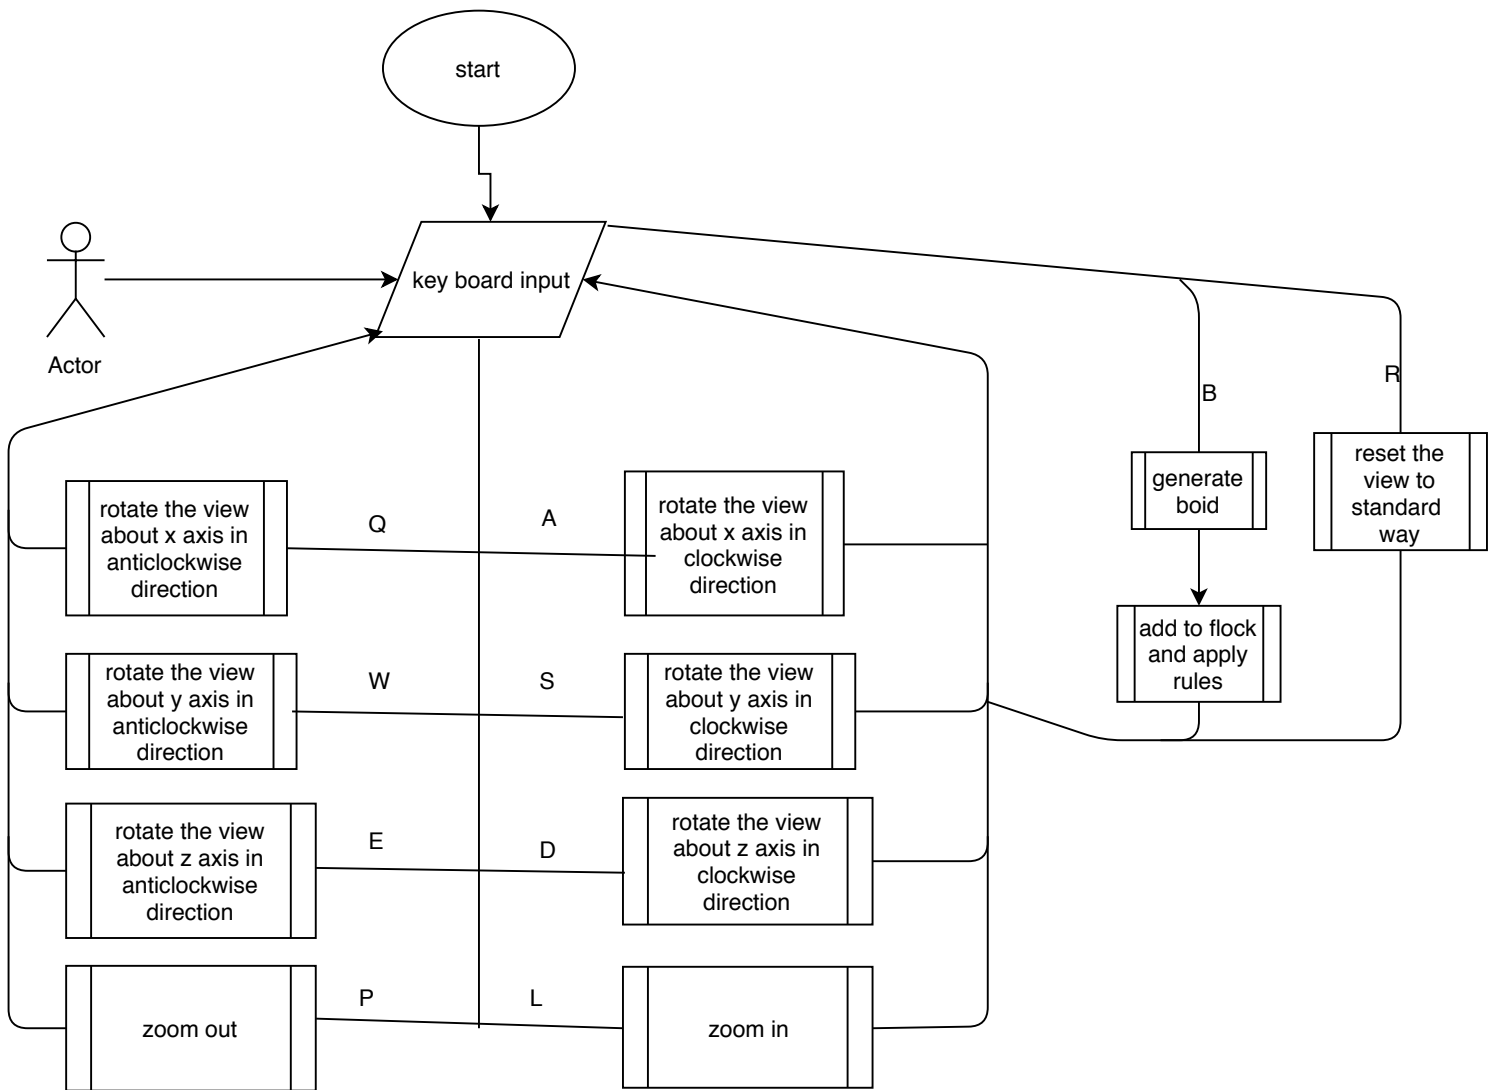 start
key board input
Actor
B
R
rotate the view
about x axis in
anticlockwise
direction
Q
A
rotate the view
about x axis in
clockwise
direction
generate
boid
reset the
view to
standard
way
rotate the view
about y axis in
anticlockwise
direction
W
S
rotate the view
about y axis in
clockwise
direction
add to flock
and apply
rules
rotate the view
about z axis in
anticlockwise
direction
E
D
rotate the view
about z axis in
clockwise
direction
zoom out
P
L
zoom in